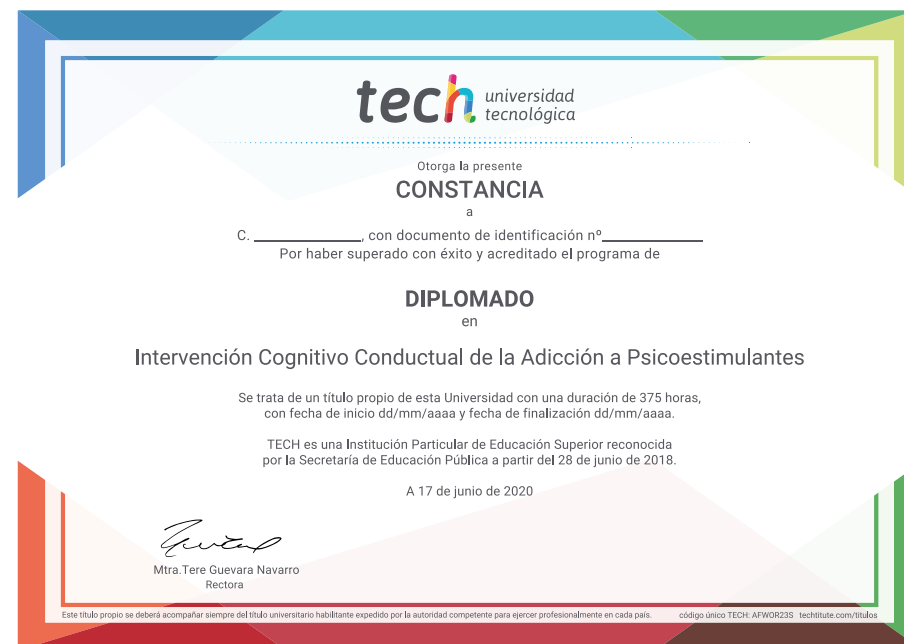 tech universidad
tecnológica
Otorga la presente
CONSTANCIA
a
C. ____________, con documento de identificación nº____________
Por haber superado con éxito y acreditado el programa de
DIPLOMADO
en
Intervención Cognitivo Conductual de la Adicción a Psicoestimulantes
Se trata de un título propio de esta Universidad con una duración de 375 horas,
con fecha de inicio dd/mm/aaaa y fecha de finalización dd/mm/aaaa.
TECH es una Institución Particular de Educación Superior reconocida
por la Secretaría de Educación Pública a partir del 28 de junio de 2018.
A 17 de junio de 2020
Mtra.Tere Guevara Navarro
Rectora
Este título propio se deberá acompañar siempre del título universitario habilitante expedido por la autoridad competente para ejercer profesionalmente en cada país. código único TECH: AFWOR23S techtitute.com/titulos